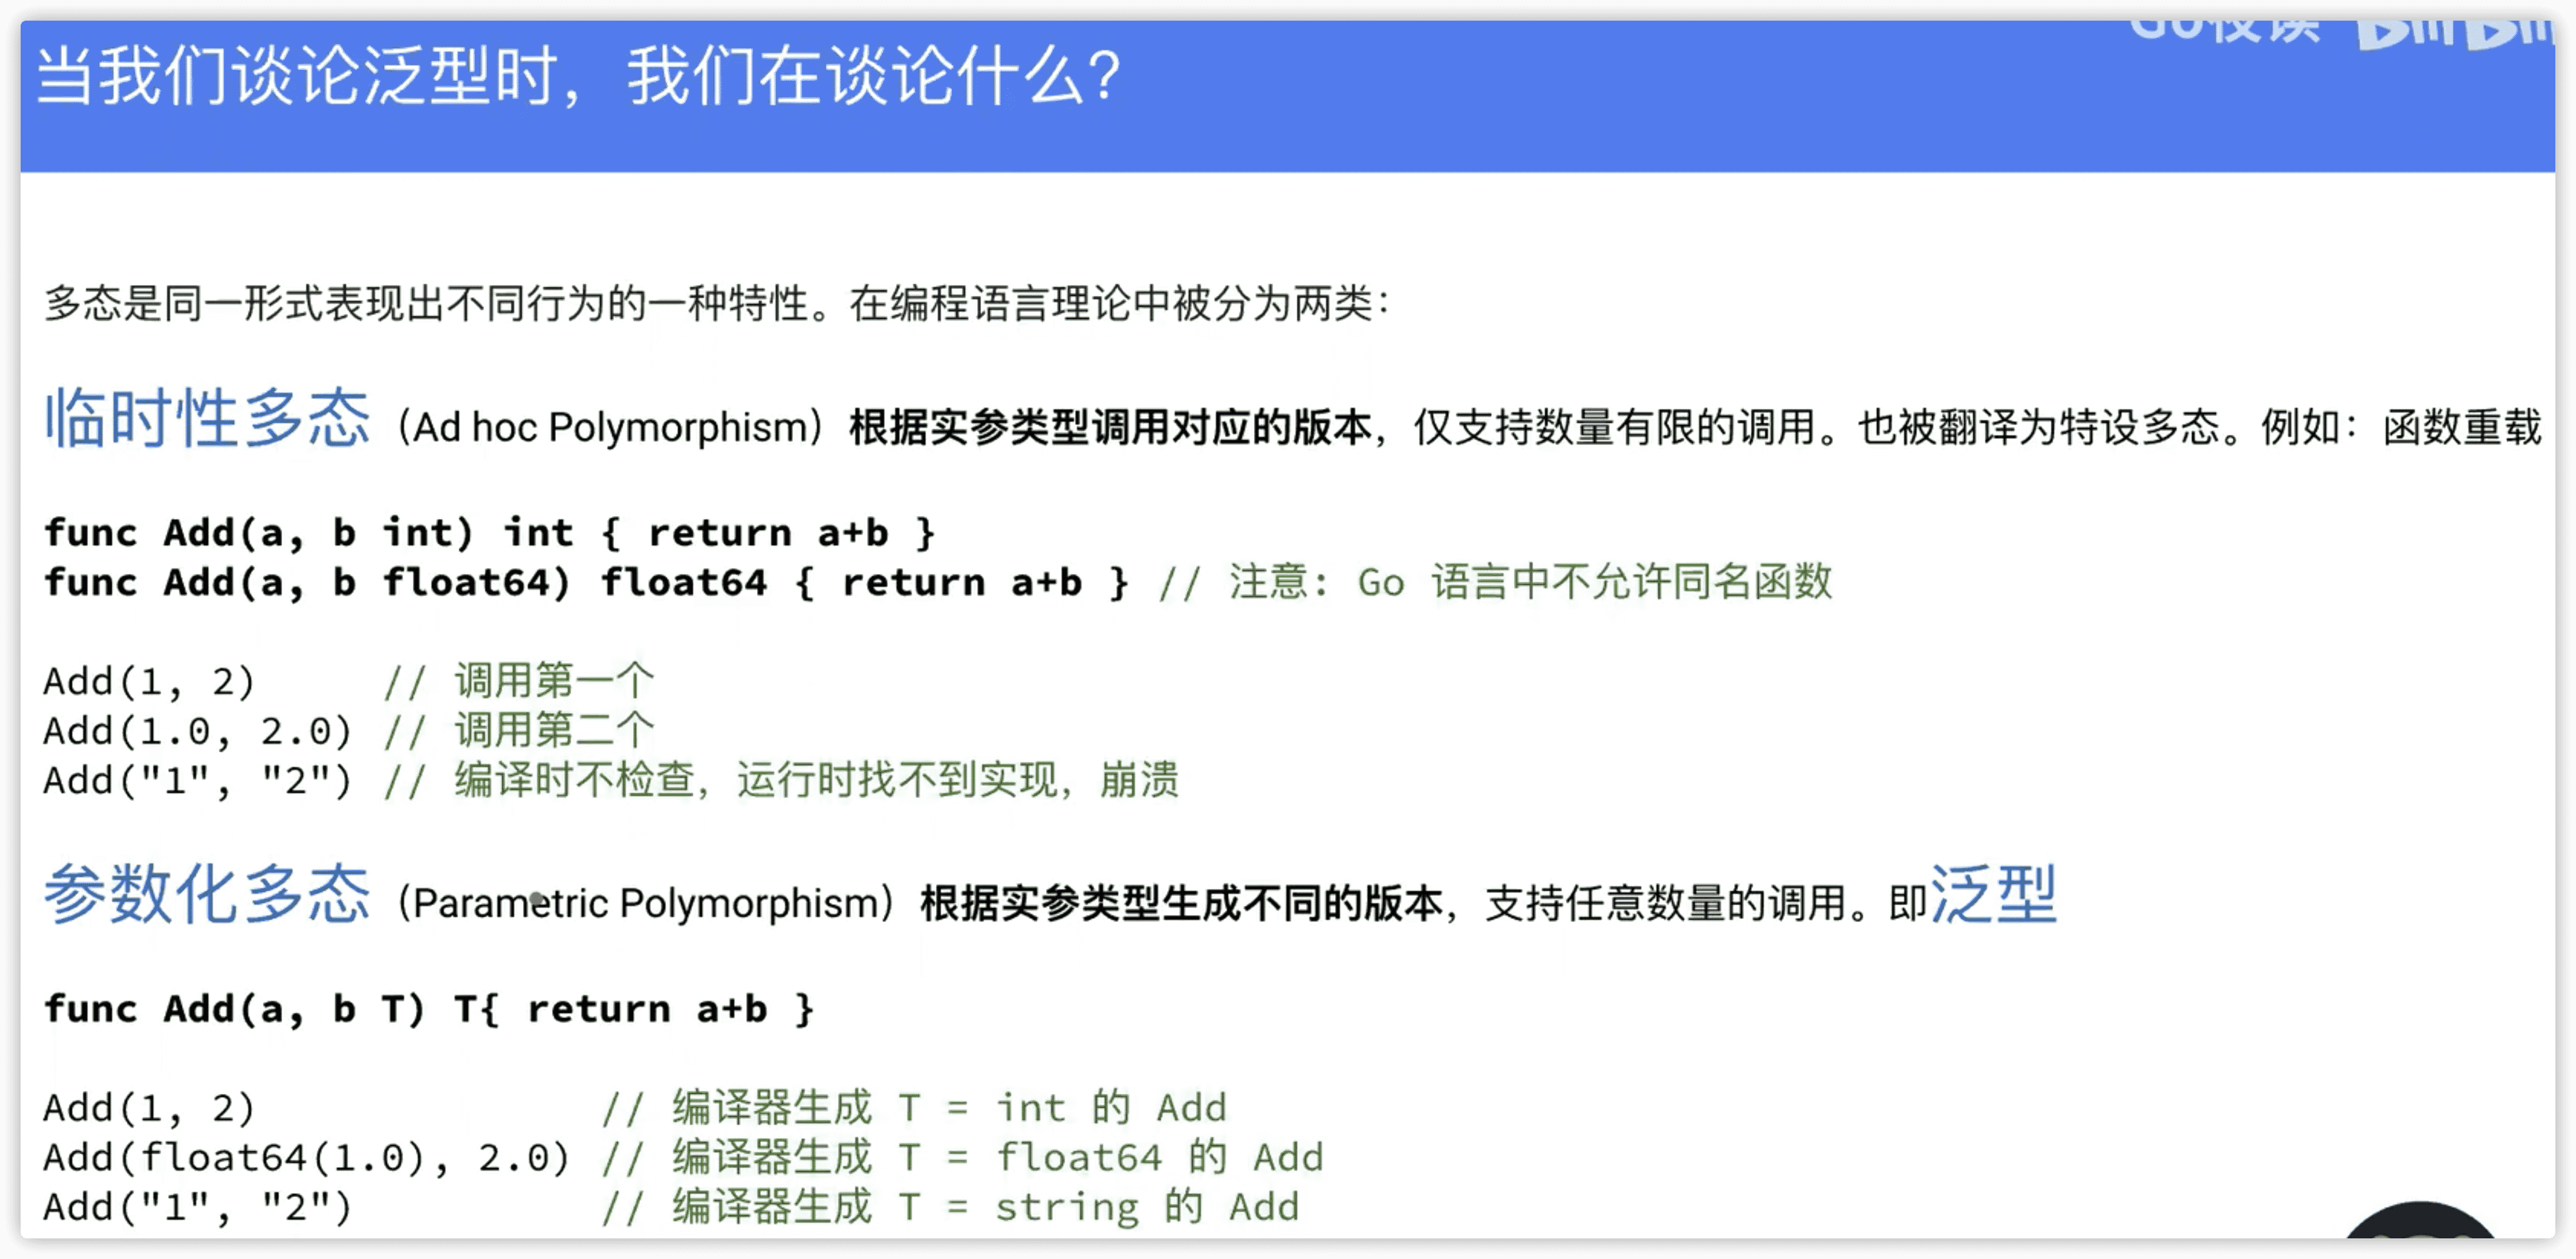 Go夜读
当我们谈论泛型时，我们在谈论什么？
多态是同一形式表现出不同行为的一种特性。在编程语言理论中被分为两类：
临时性多态（Ad hoc Polymorphism）根据实参类型调用对应的版本，仅支持数量有限的调用。也被翻译为特设多态。例如：函数重载
func Add(a, b int) int { return a+b }
func Add(a, b float64) float64 { return a+b } // 注意: Go 语言中不允许同名函数
Add(1, 2) // 调用第一个
Add(1.0, 2.0) // 调用第二个
Add("1", "2") // 编译时不检查，运行时找不到实现，崩溃
参数化多态（Parametric Polymorphism）根据实参类型生成不同的版本，支持任意数量的调用。即泛型
func Add(a, b T) T{ return a+b }
Add(1, 2) // 编译器生成 T = int 的 Add
Add(float64(1.0), 2.0) // 编译器生成 T = float64 的 Add
Add("1", "2") // 编译器生成 T = string 的 Add